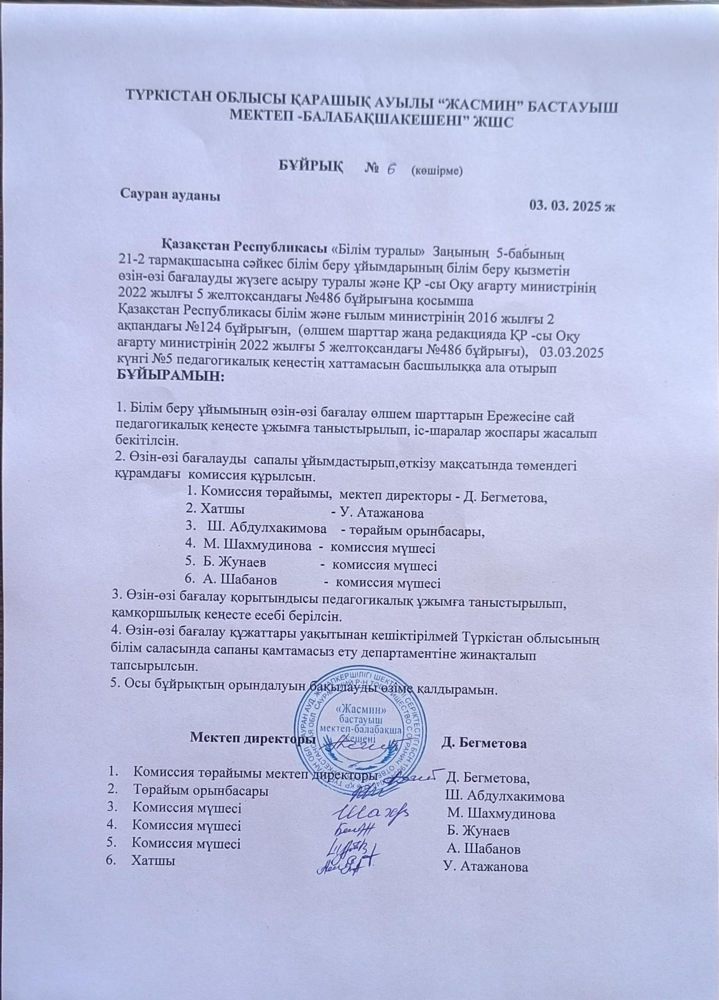 ТҮРКІСТАН ОБЛЫСЫ ҚАРАШЫҚ АУЫЛЫ “ЖАСМИН” БАСТАУЫШ
МЕКТЕП -БАЛАБАҚШАКЕШЕНІ” ЖШС
БҰЙРЫҚ № 6 (көшірме)
Сауран ауданы
03. 03. 2025 ж
Қазақстан Республикасы «Білім туралы» Заңының 5-бабының
21-2 тармақшасына сәйкес білім беру ұйымдарының білім беру қызметін
өзін-өзі бағалауды жүзеге асыру туралы және ҚР -сы Оқу ағарту министрінің
2022 жылғы 5 желтоқсандағы №486 бұйрығына қосымша
Қазақстан Республикасы білім және ғылым министрінің 2016 жылғы 2
ақпандағы №124 бұйрығын, (өлшем шарттар жаңа редакцияда ҚР -сы Оқу
ағарту министрінің 2022 жылғы 5 желтоқсандағы №486 бұйрығы), 03.03.2025
күнгі №5 педагогикалық кеңестің хаттамасын басшылыққа ала отырып
БҰЙЫРАМЫН:
1. Білім беру ұйымының өзін-өзі бағалау өлшем шарттарын Ережесіне сай
педагогикалық кеңесте ұжымға таныстырылып, іс-шаралар жоспары жасалып
бекітілсін.
2. Өзін-өзі бағалауды сапалы ұйымдастырып,өткізу мақсатында төмендегі
құрамдағы комиссия құрылсын.
1. Комиссия төрайымы, мектеп директоры - Д. Бегметова,
2. Хатшы - У. Атажанова
3. Ш. Абдулхакимова - төрайым орынбасары,
4. М. Шахмудинова - комиссия мүшесі
5. Б. Жунаев - комиссия мүшесі
6. А. Шабанов - комиссия мүшесі
3. Өзін-өзі бағалау қорытындысы педагогикалық ұжымға таныстырылып,
қамқоршылық кеңесте есебі берілсін.
4. Өзін-өзі бағалау құжаттары уақытынан кешіктірілмей Түркістан облысының
білім саласында сапаны қамтамасыз ету департаментіне жинақталып
тапсырылсын.
5. Осы бұйрықтың орындалуын бақылауды өзіме қалдырамын.
«Жасмин»
бастауыш
мектеп-балабақша
кешені
Мектеп директоры Д. Бегметова
1. Комиссия төрайымы мектеп директоры Д. Бегметова,
2. Төрайым орынбасары Ш. Абдулхакимова
3. Комиссия мүшесі М. Шахмудинова
4. Комиссия мүшесі Б. Жунаев
5. Комиссия мүшесі А. Шабанов
6. Хатшы У. Атажанова